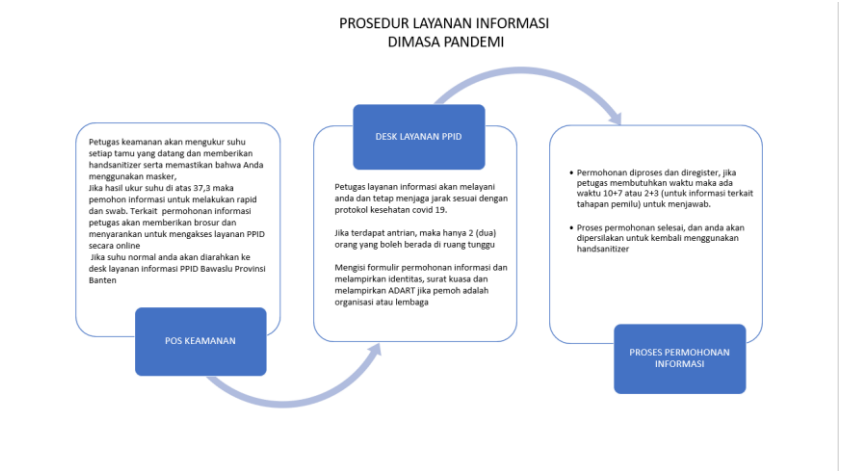 PROSEDUR LAYANAN INFORMASI
DIMASA PANDEMI
Petugas keamanan akan mengukur suhu
setiap tamu yang datang dan memberikan
handsanitizer serta memastikan bahwa Anda
menggunakan masker,
Jika hasil ukur suhu di atas 37,3 maka
pemohon informasi untuk melakukan rapid
dan swab. Terkait permohonan informasi
petugas akan memberikan brosur dan
menyarankan untuk mengakses layanan PPID
secara online
Jika suhu normal anda akan diarahkan ke
desk layanan informasi PPID Bawaslu Provinsi
Banten
POS KEAMANAN
DESK LAYANAN PPID
Petugas layanan informasi akan melayani
anda dan tetap menjaga jarak sesuai dengan
protokol kesehatan covid 19.
Jika terdapat antrian, maka hanya 2 (dua)
orang yang boleh berada di ruang tunggu
Mengisi formulir permohonan informasi dan
melampirkan identitas, surat kuasa dan
melampirkan ADART jika pemoh adalah
organisasi atau lembaga
• Permohonan diproses dan diregister, jika
petugas membutuhkan waktu maka ada
waktu 10+7 atau 2+3 (untuk informasi terkait
tahapan pemilu) untuk menjawab.
• Proses permohonan selesai, dan anda akan
dipersilakan untuk kembali menggunakan
handsanitizer
PROSES PERMOHONAN
INFORMASI